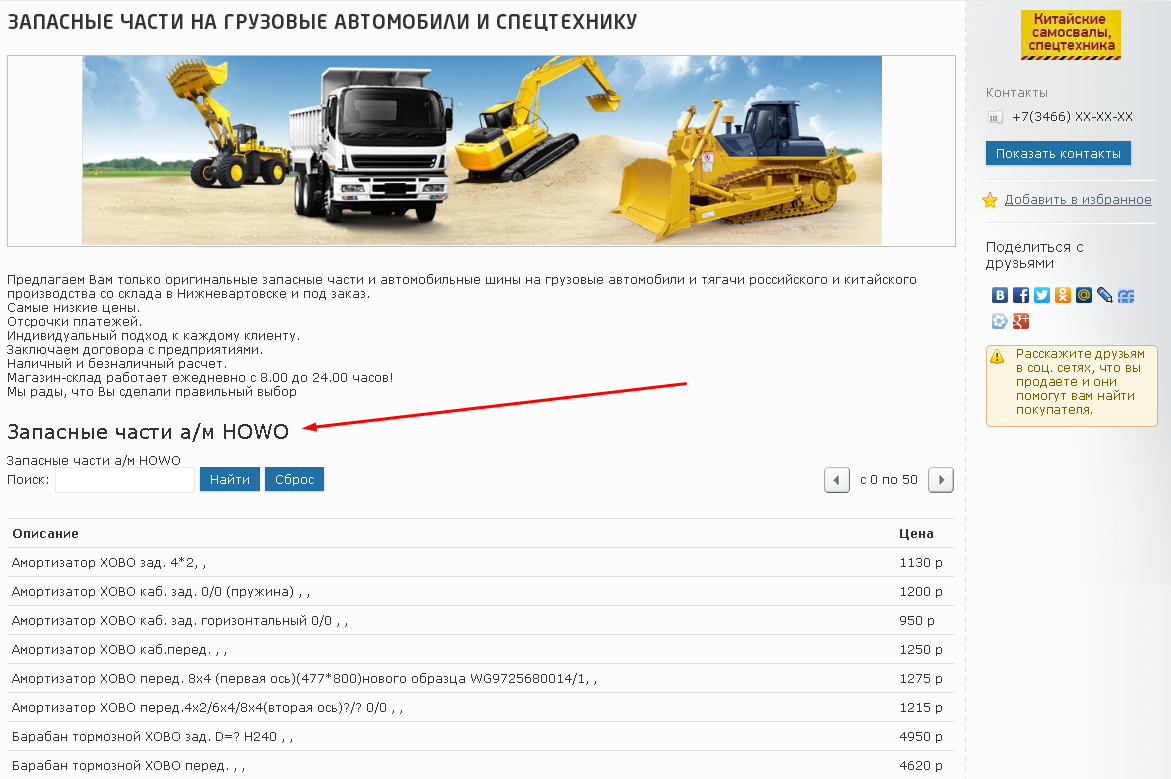 ЗАПАСНЫЕ ЧАСТИ НА ГРУЗОВЫЕ АВТОМОБИЛИ И СПЕЦТЕХНИКУ
Предлагаем Вам только оригинальные запасные части и автомобильные шины на грузовые автомобили и тягачи российского и китайского
производства со склада в Нижневартовске и под заказ.
Самые низкие цены.
Отсрочки платежей.
Индивидуальный подход к каждому клиенту.
Заключаем договора с предприятиями.
Наличный и безналичный расчет.
Магазин-склад работает ежедневно с 8.00 до 24.00 часов!
Мы рады, что Вы сделали правильный выбор
Запасные части а/м HOWO
Запасные части а/м HOWO
Поиск: Найти Сброс с 0 по 50
Описание Цена
Амортизатор ХОВО зад. 4*2, , 1130 р
Амортизатор ХОВО каб. зад. 0/0 (пружина) , , 1200 р
Амортизатор ХОВО каб. зад. горизонтальный 0/0 , , 950 р
Амортизатор ХОВО каб.перед. , , 1250 р
Амортизатор ХОВО перед. 8х4 (первая ось)(477*800)нового образца WG9725680014/1, , 1275 р
Амортизатор ХОВО перед.4х2/6х4/8х4(вторая ось)?/? 0/0 , , 1215 р
Барабан тормозной ХОВО зад. D=? H240 , , 4950 р
Барабан тормозной ХОВО перед. , , 4620 р
Китайские
самосвалы,
спецтехника
Контакты
+7(3466) XX-XX-XX
Показать контакты
Добавить в избранное
Поделиться с
друзьями
Расскажите друзьям
в соц. сетях, что вы
продаете и они
помогут вам найти
покупателя.